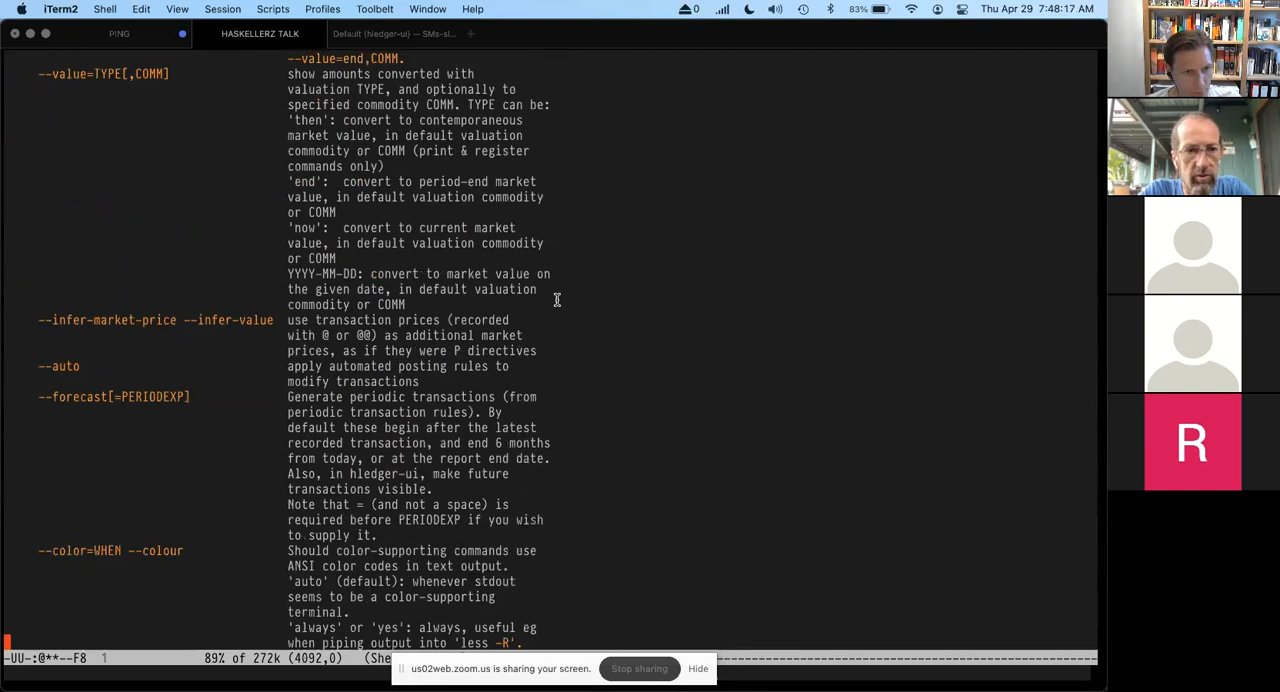 iTerm2 Shell Edit View Session Scripts Profiles Toolbelt Window Help 0 83% Thu Apr 29 7:48:17 AM
PING HASKELLERZ TALK Default (hledger-ui) — SMs-sl... +
--value=end,COMM.
--value=TYPE[,COMM] show amounts converted with
valuation TYPE, and optionally to
specified commodity COMM. TYPE can be:
'then': convert to contemporaneous
market value, in default valuation
commodity or COMM (print & register
commands only)
'end': convert to period-end market
value, in default valuation commodity
or COMM
'now': convert to current market
value, in default valuation commodity
or COMM
YYYY-MM-DD: convert to market value on
the given date, in default valuation
commodity or COMM
--infer-market-price --infer-value use transaction prices (recorded
with @ or @@) as additional market
prices, as if they were P directives
--auto apply automated posting rules to
modify transactions
--forecast[=PERIODEXP] Generate periodic transactions (from
periodic transaction rules). By
default these begin after the latest
recorded transaction, and end 6 months
from today, or at the report end date.
Also, in hledger-ui, make future
transactions visible.
Note that = (and not a space) is
required before PERIODEXP if you wish
to supply it.
--color=WHEN --colour Should color-supporting commands use
ANSI color codes in text output.
'auto' (default): whenever stdout
seems to be a color-supporting
terminal.
'always' or 'yes': always, useful eg
when piping output into 'less -R'.
-UU-:@**--F8 1 89% of 272k (4092,0) (She
us02web.zoom.us is sharing your screen. Stop sharing Hide
R